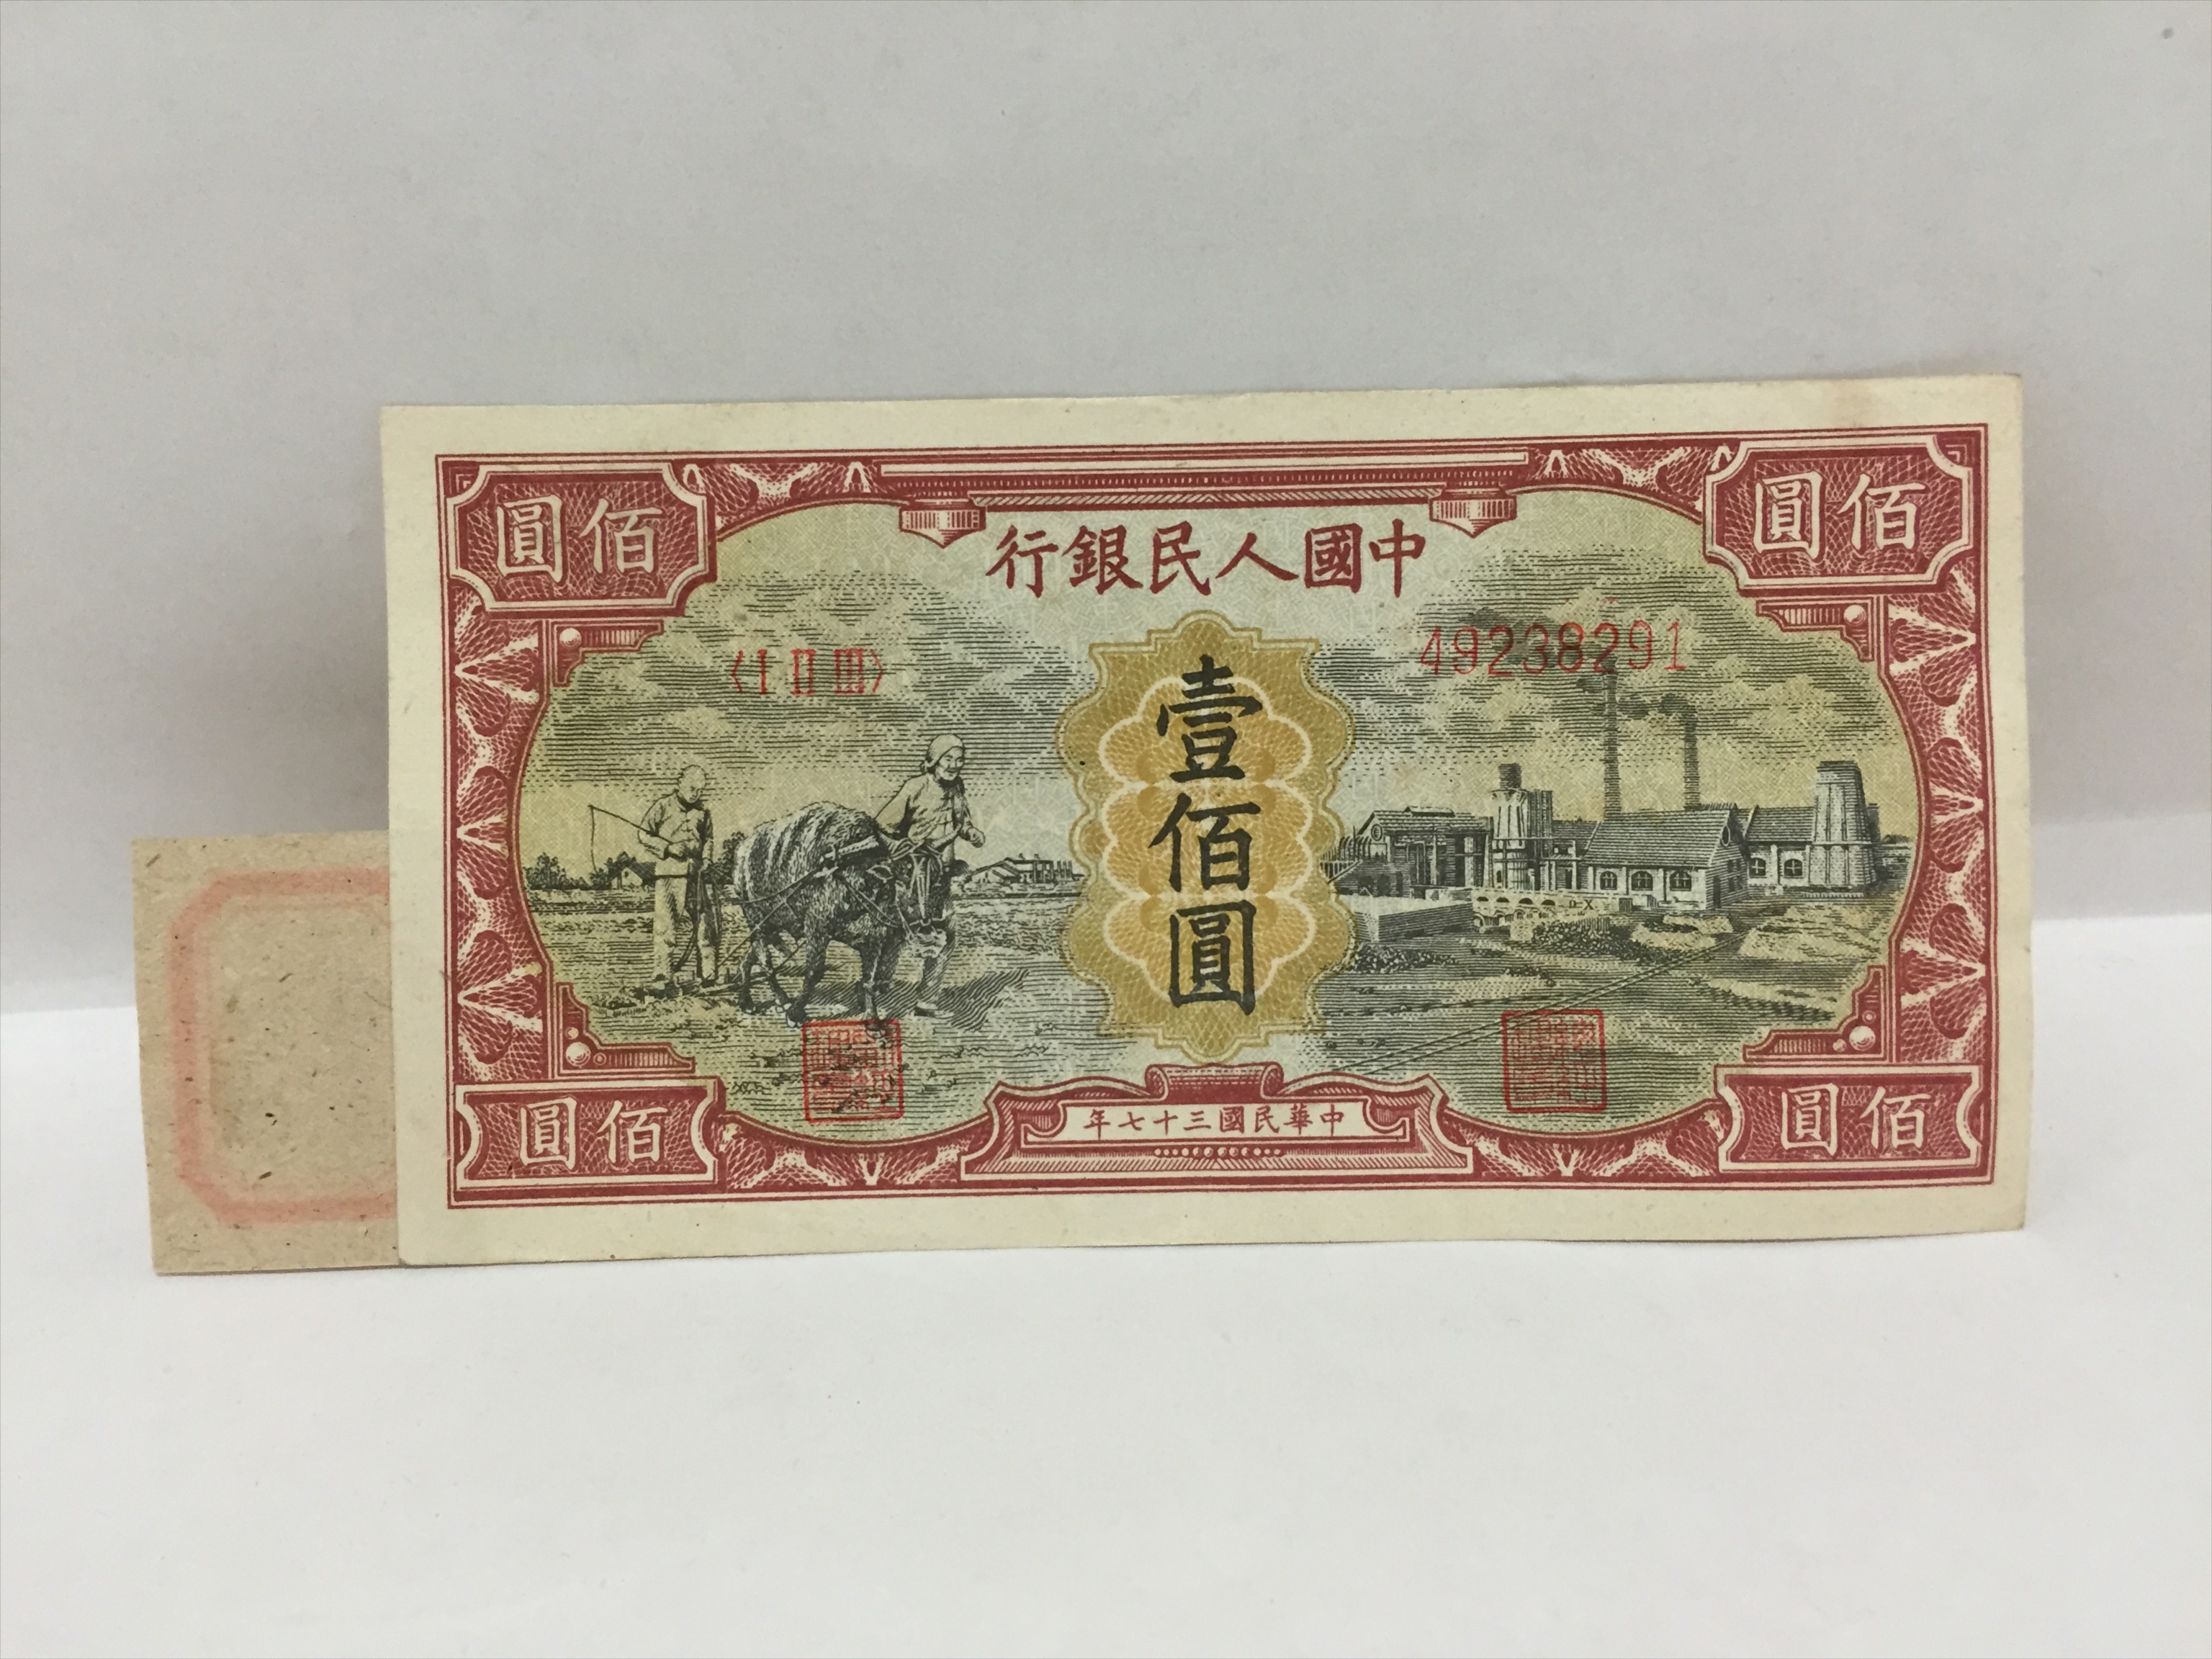 佰圓
佰圓
中國人民銀行
〈Ⅰ Ⅱ Ⅲ〉
49238291
壹佰圓
中華民國三十七年
佰圓
佰圓